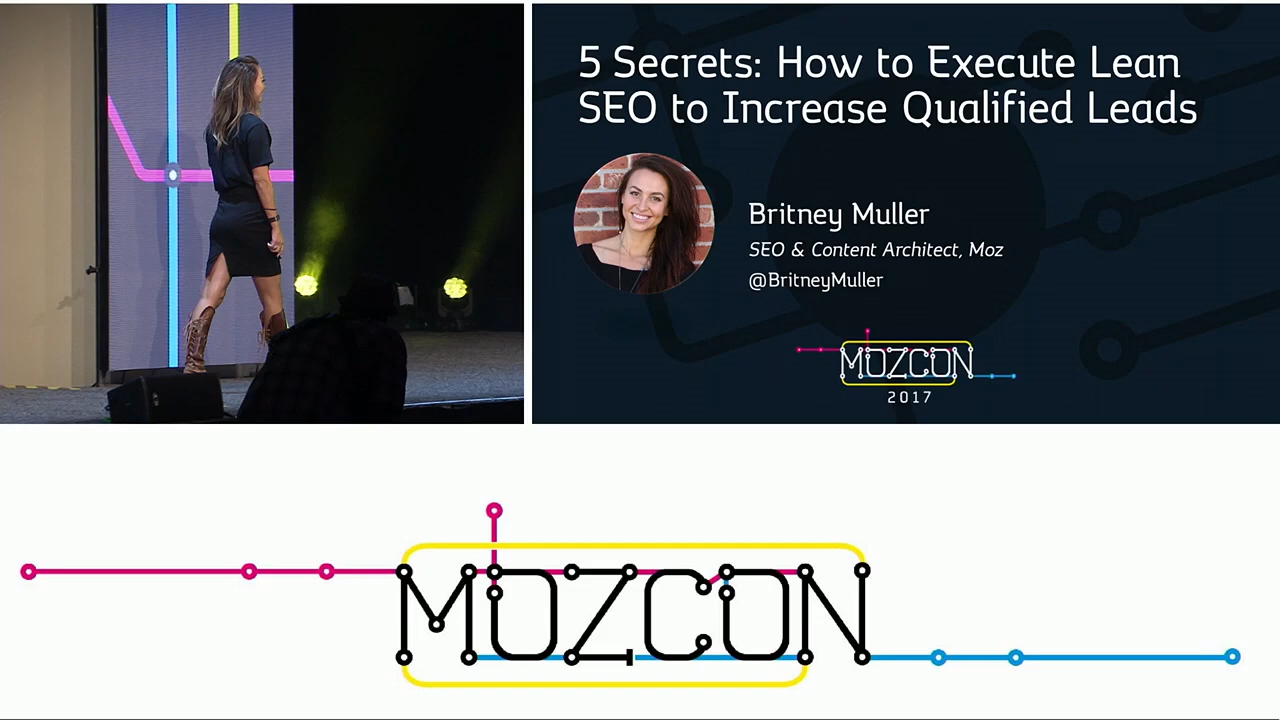 5 Secrets: How to Execute Lean
SEO to Increase Qualified Leads
Britney Muller
SEO & Content Architect, Moz
@BritneyMuller
MOZCON
2017
MOZCON